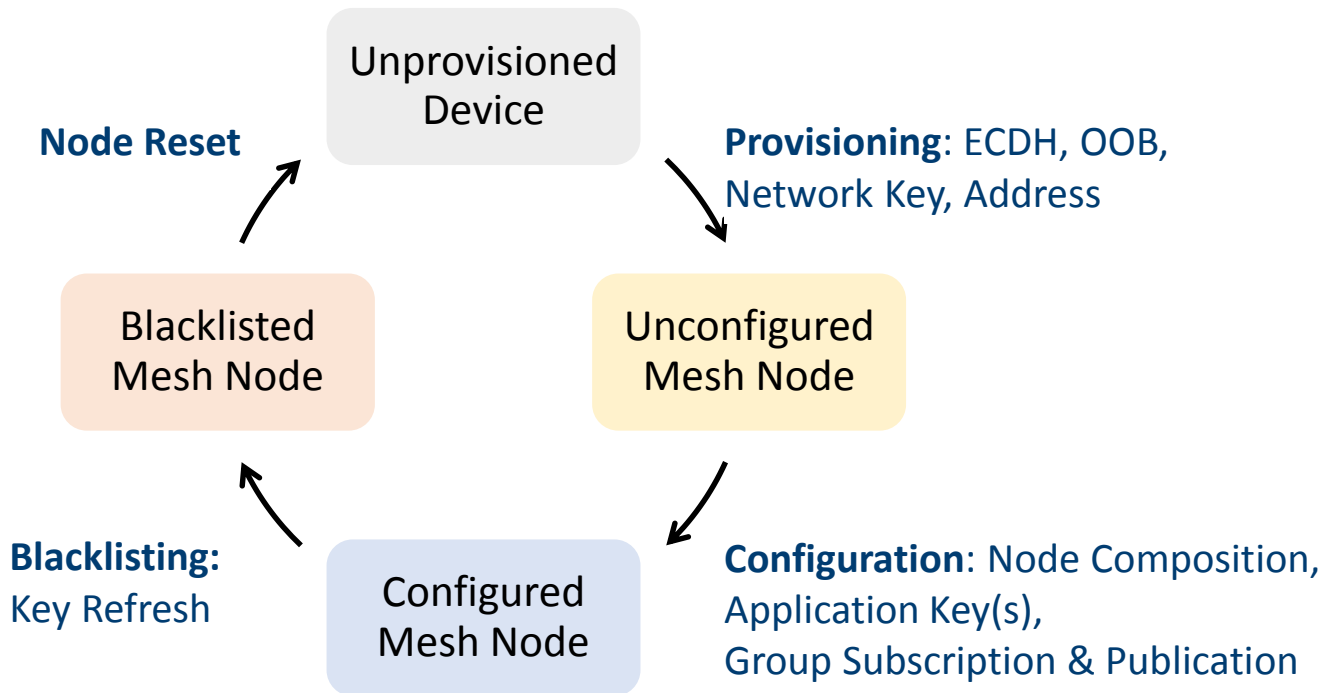 Unprovisioned
Device
Node Reset
Provisioning: ECDH, OOB,
Network Key, Address
Blacklisted
Mesh Node
Unconfigured
Mesh Node
Blacklisting:
Key Refresh
Configured
Mesh Node
Configuration: Node Composition,
Application Key(s),
Group Subscription & Publication